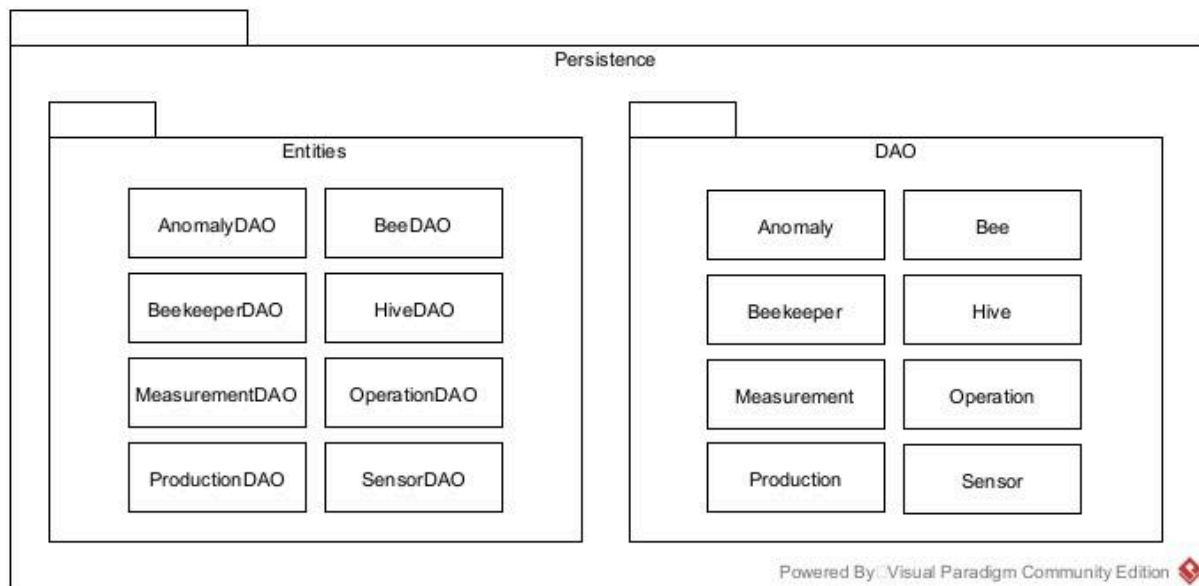 Persistence
Entities
AnomalyDAO
BeeDAO
BeekeeperDAO
HiveDAO
MeasurementDAO
OperationDAO
ProductionDAO
SensorDAO
DAO
Anomaly
Bee
Beekeeper
Hive
Measurement
Operation
Production
Sensor
Powered By Visual Paradigm Community Edition